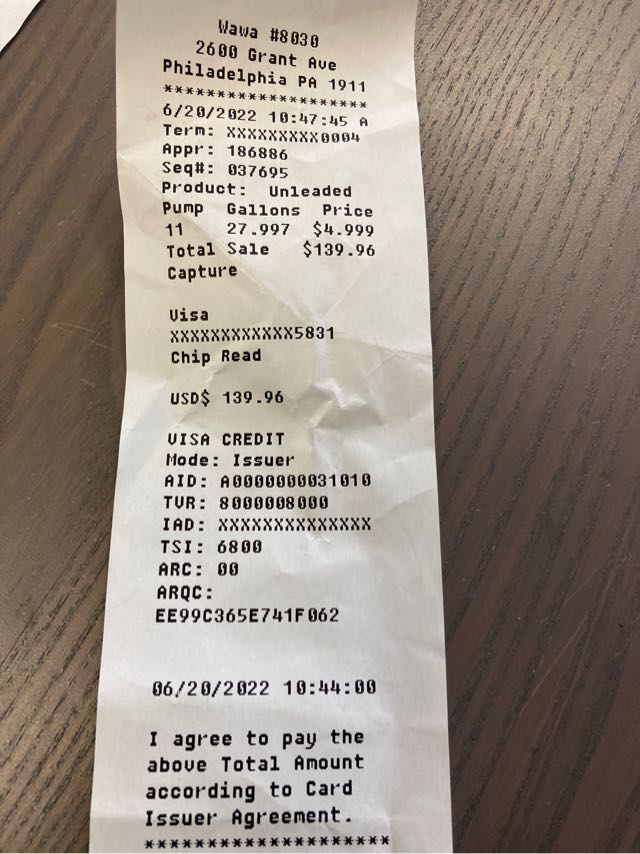 Wawa #8030
2600 Grant Ave
Philadelphia PA 1911
********************
6/20/2022 10:47:45 A
Term: XXXXXXXXX0004
Appr: 186886
Seq#: 037695
Product: Unleaded
Pump Gallons Price
11 27.997 $4.999
Total Sale $139.96
Capture
Visa
XXXXXXXXXXXX5831
Chip Read
USD$ 139.96
VISA CREDIT
Mode: Issuer
AID: A0000000031010
TVR: 8000008000
IAD: XXXXXXXXXXXXXX
TSI: 6800
ARC: 00
ARQC:
EE99C365E741F062
06/20/2022 10:44:00
I agree to pay the
above Total Amount
according to Card
Issuer Agreement.
********************